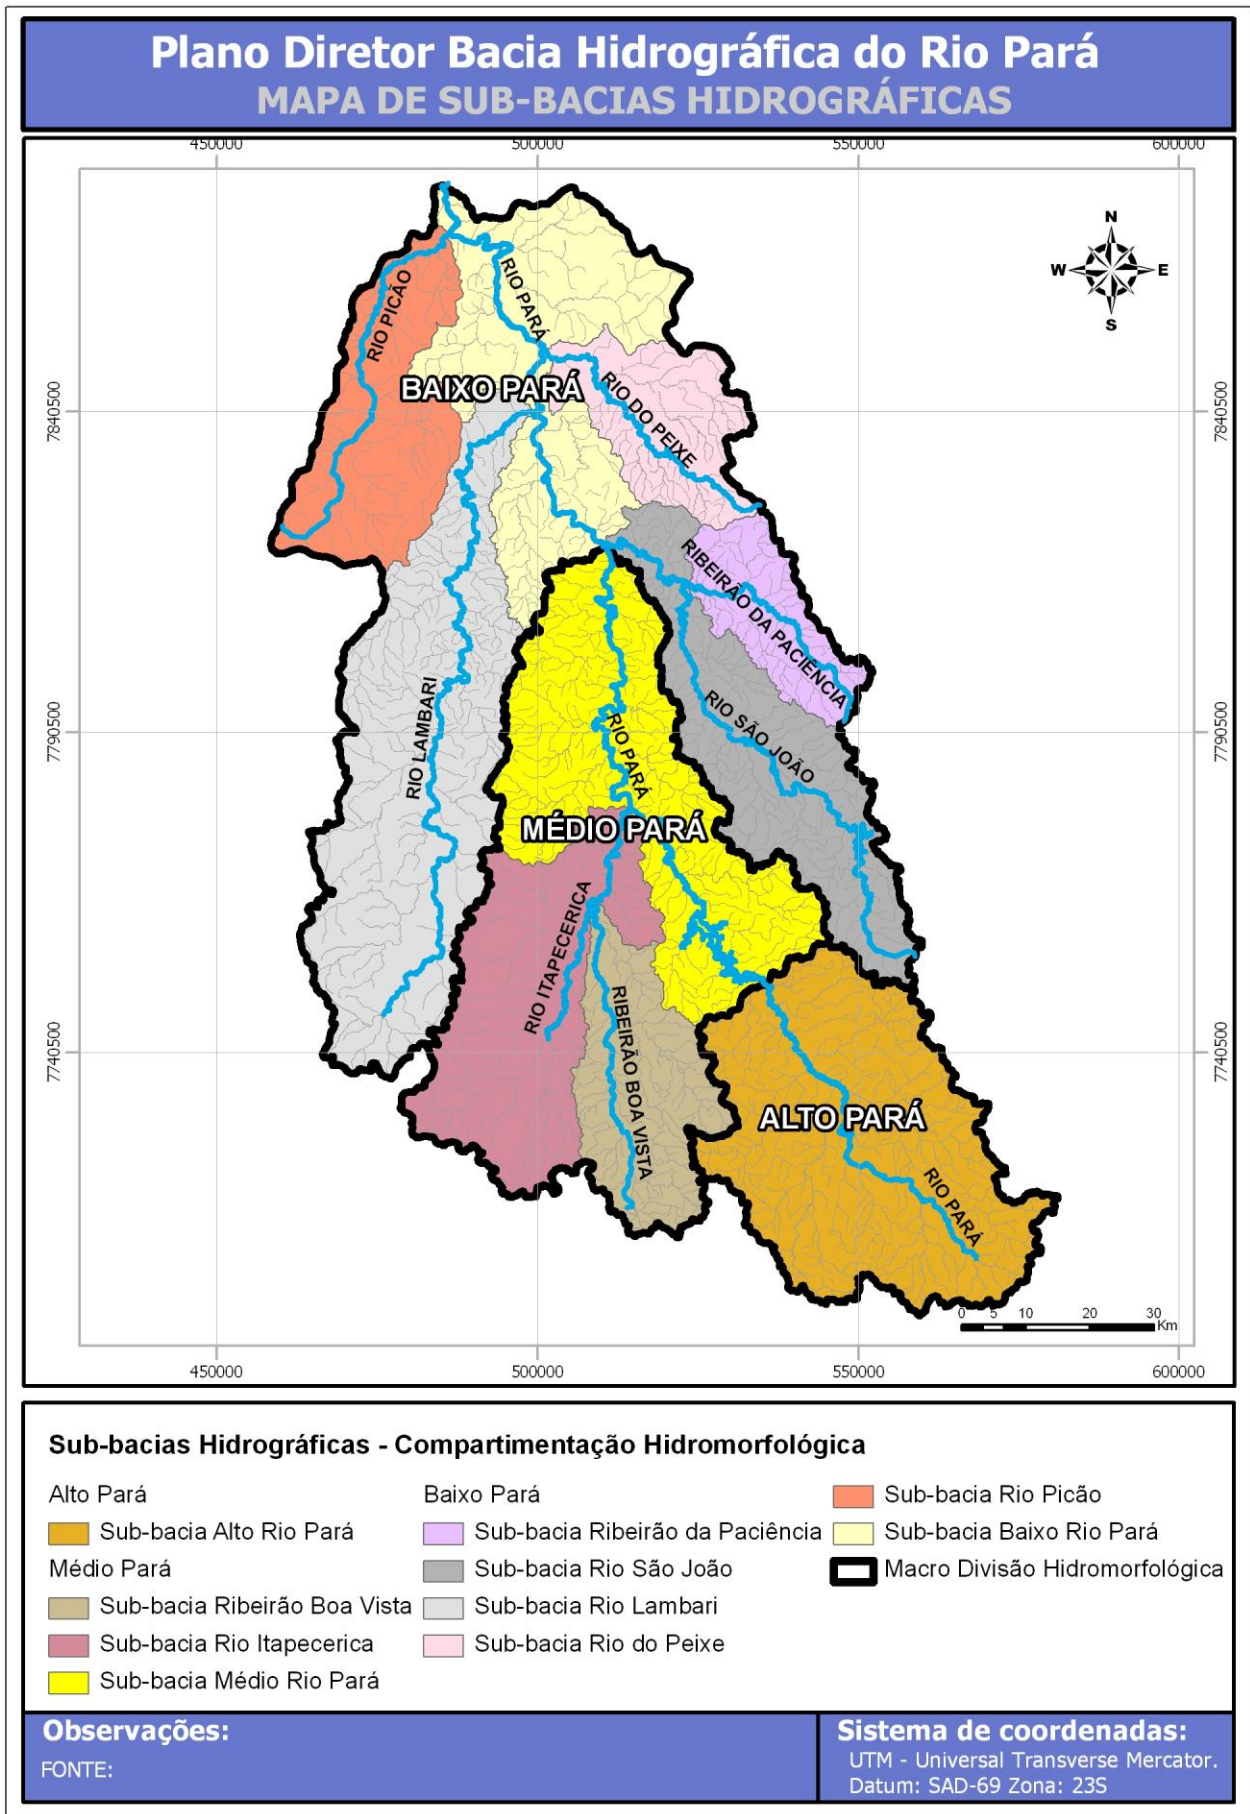 Plano Diretor Bacia Hidrográfica do Rio Pará
MAPA DE SUB-BACIAS HIDROGRÁFICAS
450000 500000 550000 600000
N
W E
S
RIO PICÃO
RIO PARÁ
BAIXO PARÁ
RIO DO PEIXE
7840500 7840500
RIBEIRÃO DA PACIÊNCIA
RIO LAMBARI
RIO SÃO JOÃO
RIO PARÁ
7790500 7790500
MÉDIO PARÁ
RIO ITAPECERICA
RIBEIRÃO BOA VISTA
7740500 7740500
ALTO PARÁ
RIO PARÁ
0 5 10 20 30
Km
450000 500000 550000 600000
Sub-bacias Hidrográficas - Compartimentação Hidromorfológica
Alto Pará
Sub-bacia Alto Rio Pará
Médio Pará
Sub-bacia Ribeirão Boa Vista
Sub-bacia Rio Itapecerica
Sub-bacia Médio Rio Pará
Baixo Pará
Sub-bacia Ribeirão da Paciência
Sub-bacia Rio São João
Sub-bacia Rio Lambari
Sub-bacia Rio do Peixe
Sub-bacia Rio Picão
Sub-bacia Baixo Rio Pará
Macro Divisão Hidromorfológica
Observações:
FONTE:
Sistema de coordenadas:
UTM - Universal Transverse Mercator.
Datum: SAD-69 Zona: 23S